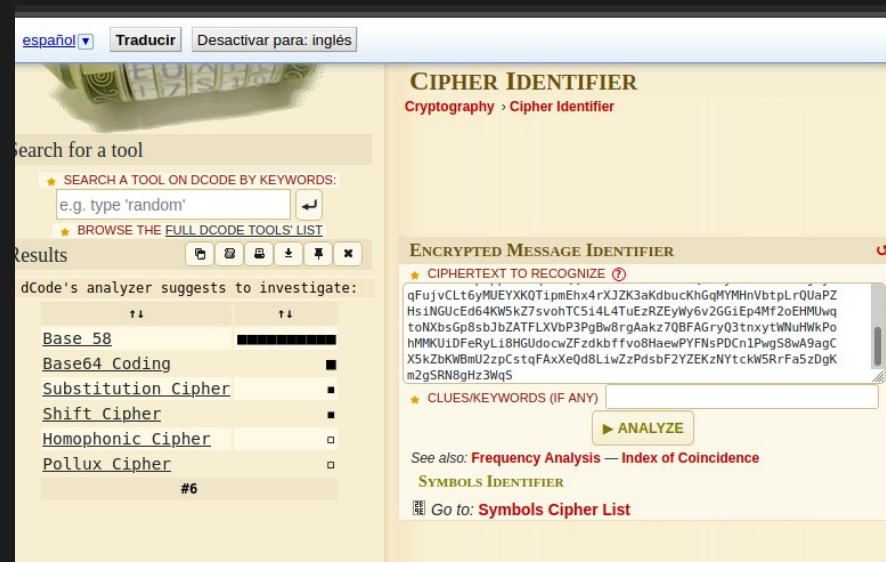 español
Traducir
Desactivar para: inglés
CIPHER IDENTIFIER
Cryptography › Cipher Identifier
Search for a tool
★ SEARCH A TOOL ON DCODE BY KEYWORDS:
e.g. type 'random'
★ BROWSE THE FULL DCODE TOOLS' LIST
Results
dCode's analyzer suggests to investigate:
↑↓ ↑↓
Base 58
Base64 Coding
Substitution Cipher
Shift Cipher
Homophonic Cipher
Pollux Cipher
#6
ENCRYPTED MESSAGE IDENTIFIER
★ CIPHERTEXT TO RECOGNIZE ?
qFujvCLt6yMUEYXKQTipmEhx4rXJZK3aKdbucKhGqMYMHnVbtpLrQUaPZ
HsiNGUcEd64KW5kZ7svohTC5i4L4TuEzRZEyWy6v2GGiEp4Mf2oEHMUwq
toNXbsGp8sbJbZATFLXVbP3PgBw8rgAakz7QBFAGryQ3tnxytWNuHWkPo
hMMKUiDFeRyLi8HGUdocwZFzdkbffvo8HaewPYFNsPDCn1PwgS8wA9agC
X5kZbKWBmU2zpCstqFAxXeQd8LiwZzPdsbF2YZEKzNYtckW5RrFa5zDgK
m2gSRN8gHz3WqS
★ CLUES/KEYWORDS (IF ANY)
► ANALYZE
See also: Frequency Analysis — Index of Coincidence
SYMBOLS IDENTIFIER
Go to: Symbols Cipher List